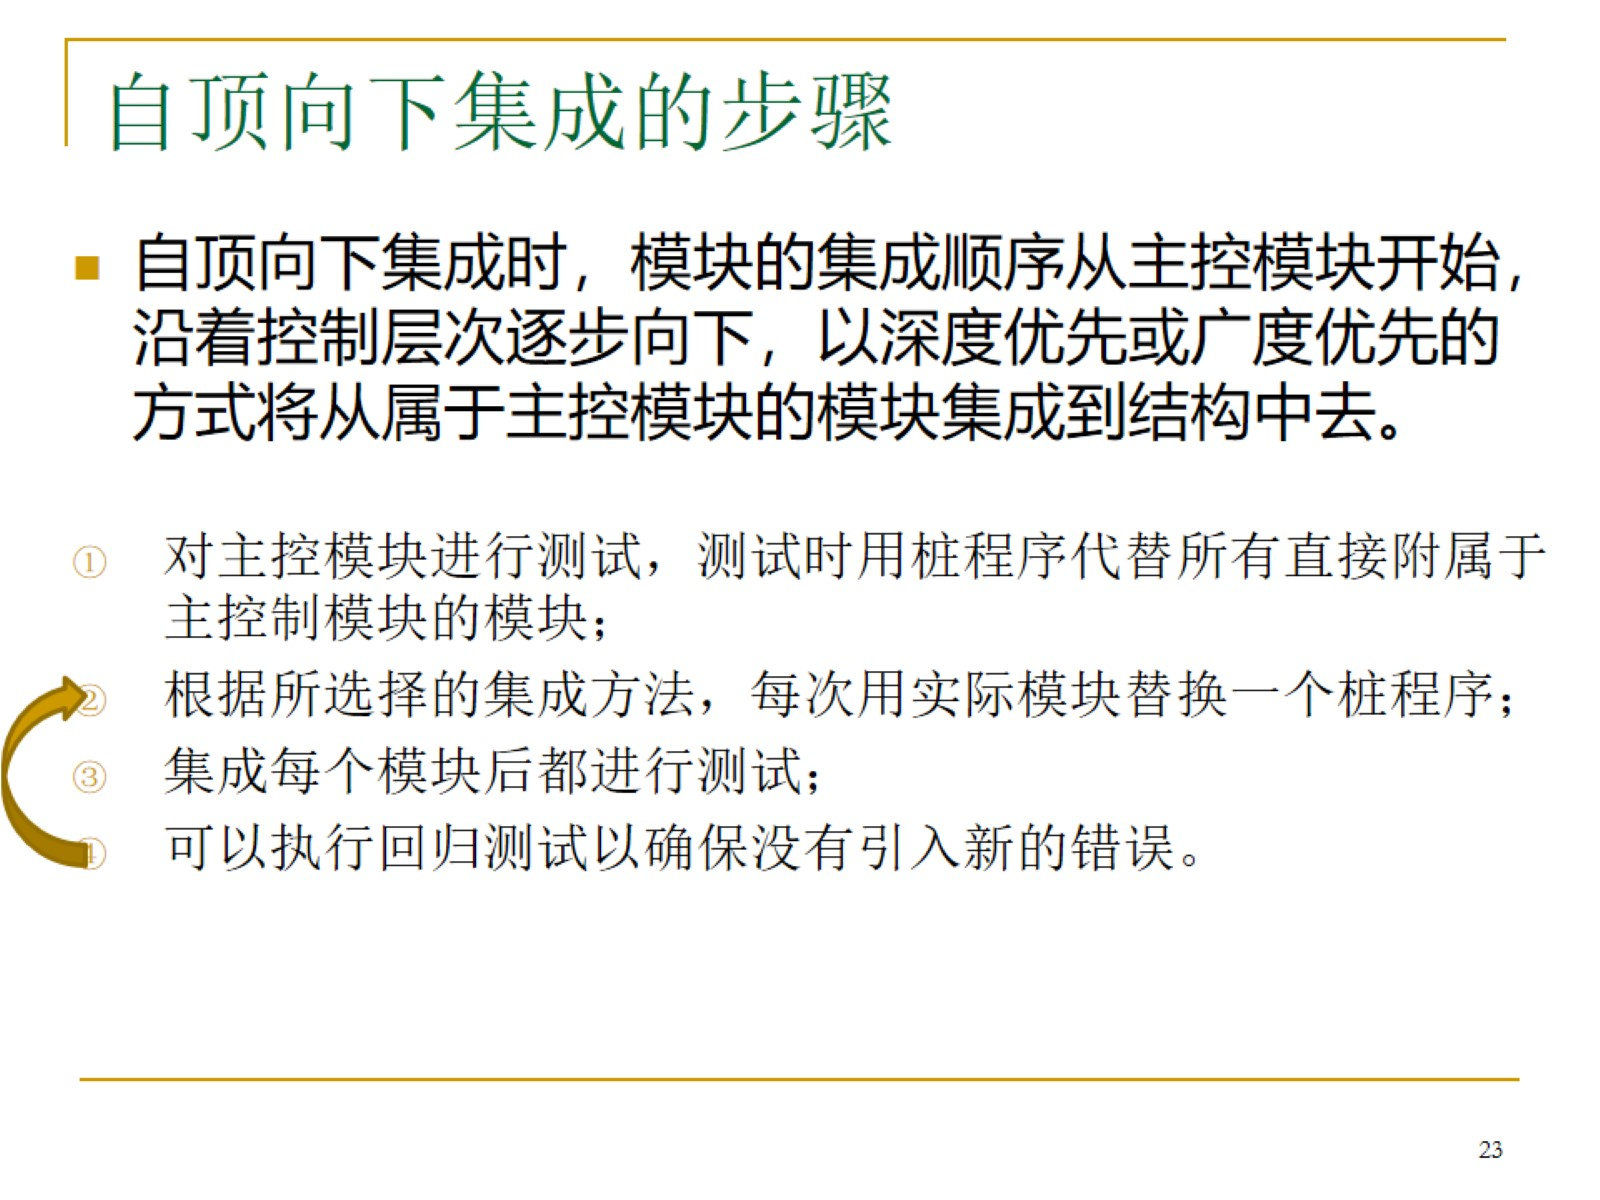 自顶向下集成的步骤
■ 自顶向下集成时，模块的集成顺序从主控模块开始，
沿着控制层次逐步向下，以深度优先或广度优先的
方式将从属于主控模块的模块集成到结构中去。
① 对主控模块进行测试，测试时用桩程序代替所有直接附属于
主控制模块的模块；
② 根据所选择的集成方法，每次用实际模块替换一个桩程序；
③ 集成每个模块后都进行测试；
④ 可以执行回归测试以确保没有引入新的错误。
23